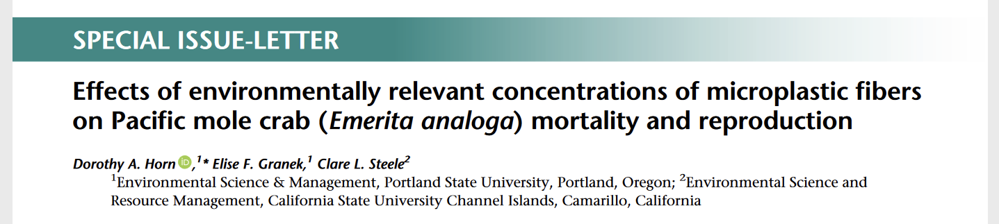 SPECIAL ISSUE-LETTER
Effects of environmentally relevant concentrations of microplastic fibers
on Pacific mole crab (Emerita analoga) mortality and reproduction
Dorothy A. Horn iD,¹* Elise F. Granek,¹ Clare L. Steele²
¹Environmental Science & Management, Portland State University, Portland, Oregon; ²Environmental Science and
Resource Management, California State University Channel Islands, Camarillo, California